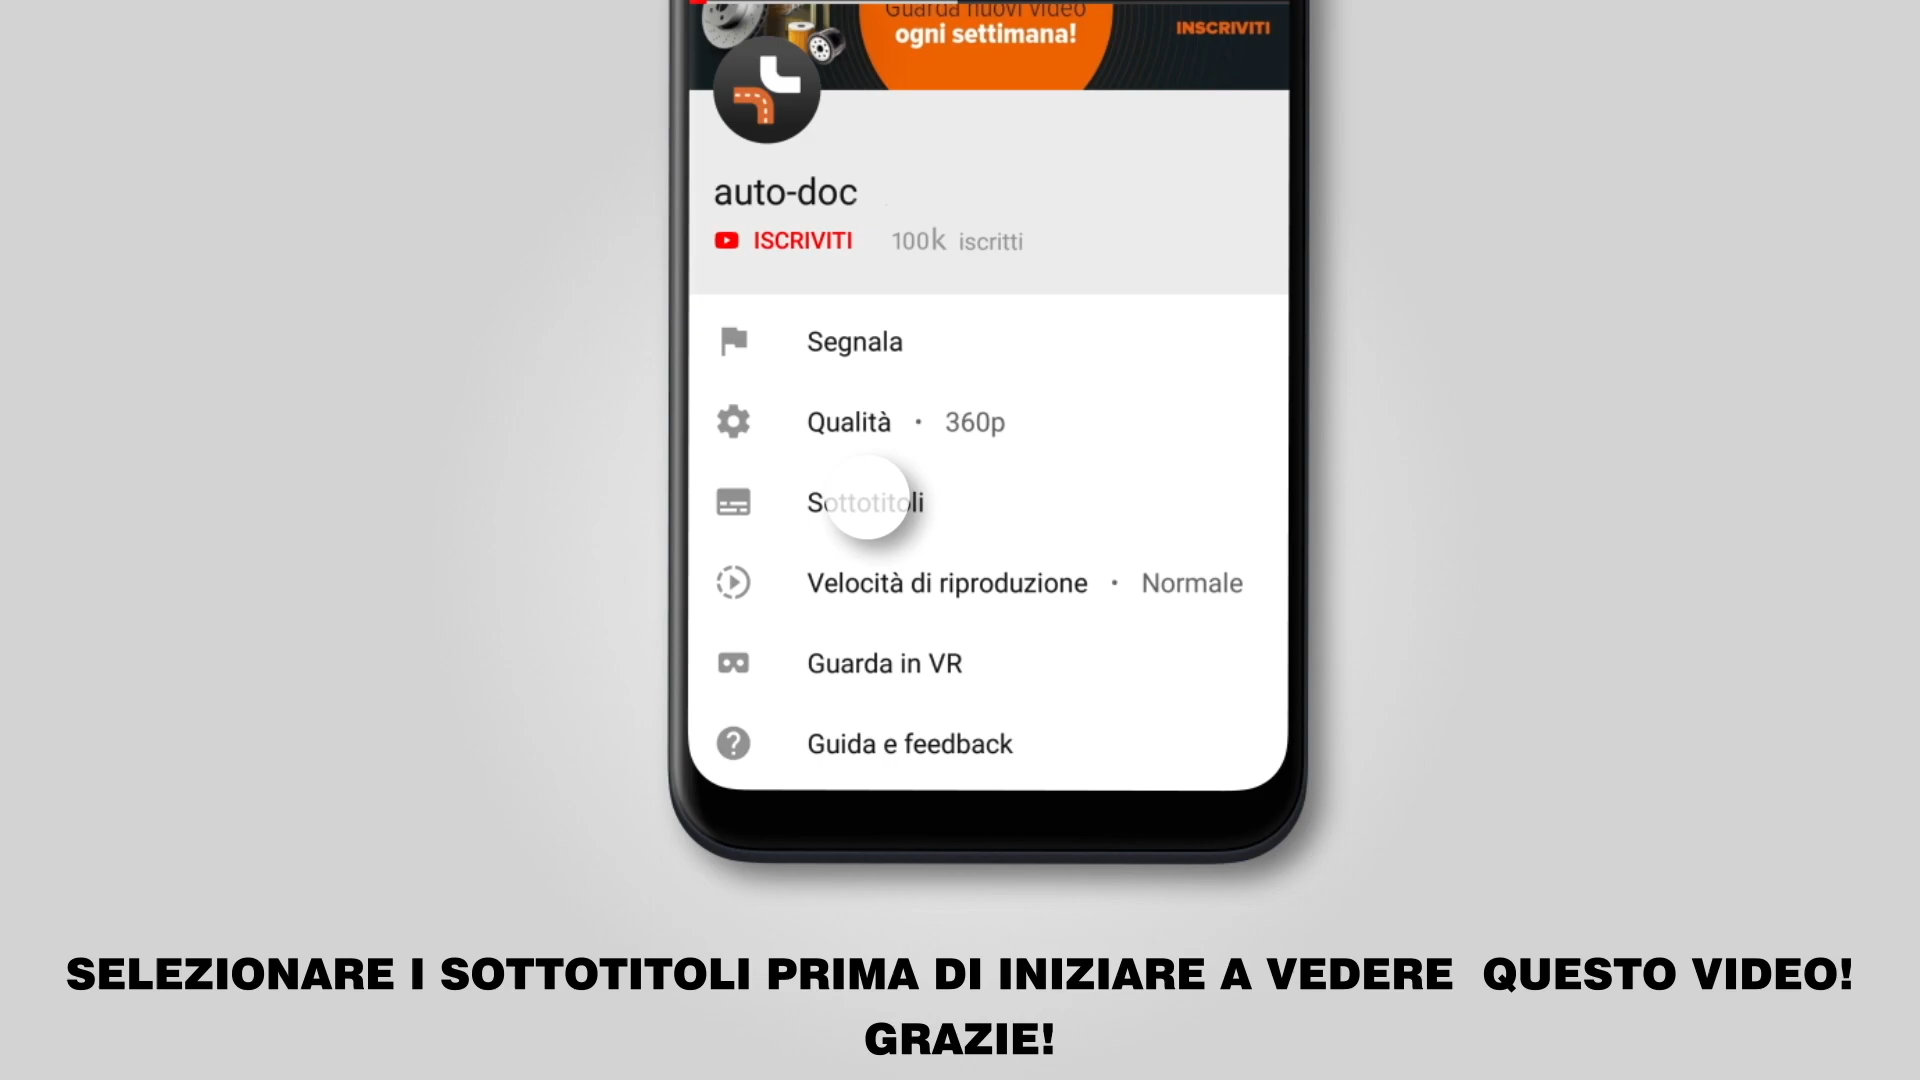 Guarda nuovi video
ogni settimana!
INSCRIVITI
auto-doc
ISCRIVITI 100k iscritti
Segnala
Qualità • 360p
Sottotitoli
Velocità di riproduzione • Normale
Guarda in VR
Guida e feedback
SELEZIONARE I SOTTOTITOLI PRIMA DI INIZIARE A VEDERE QUESTO VIDEO!
GRAZIE!